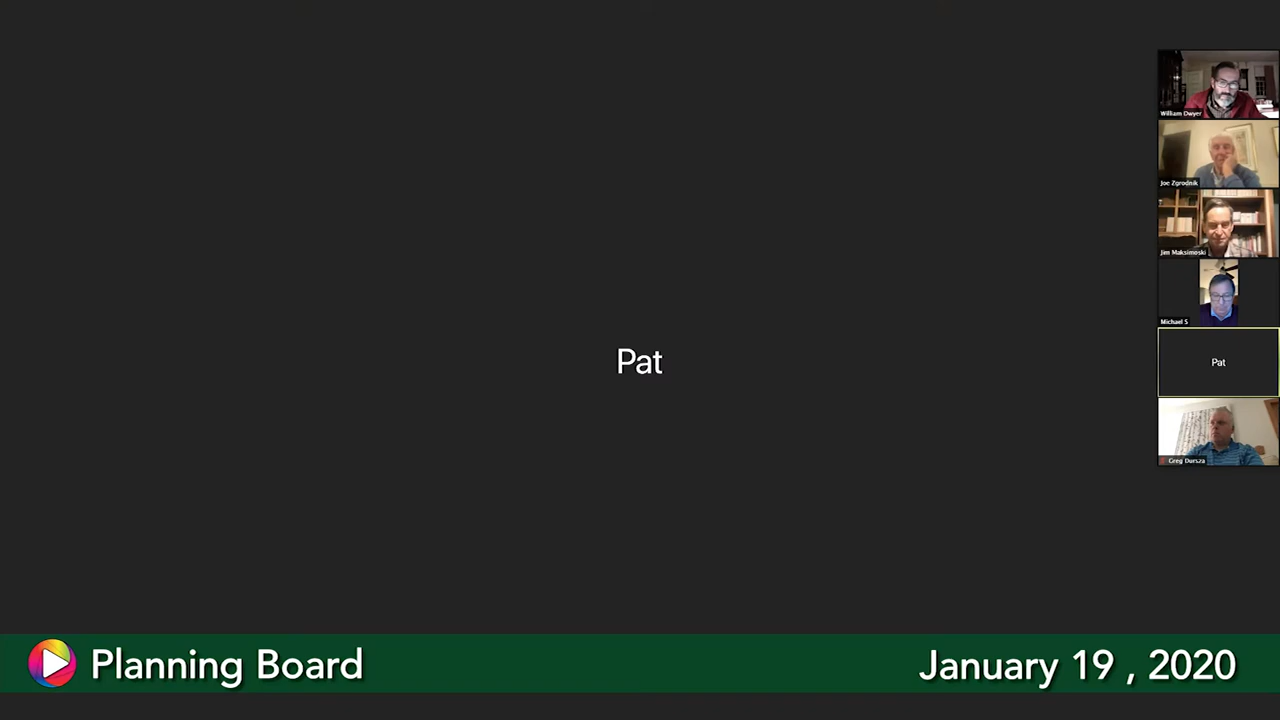 William Dwyer
Joe Zgrodnik
Jim Maksimoski
Michael S
Pat
Pat
Greg Dursza
Planning Board
January 19 , 2020